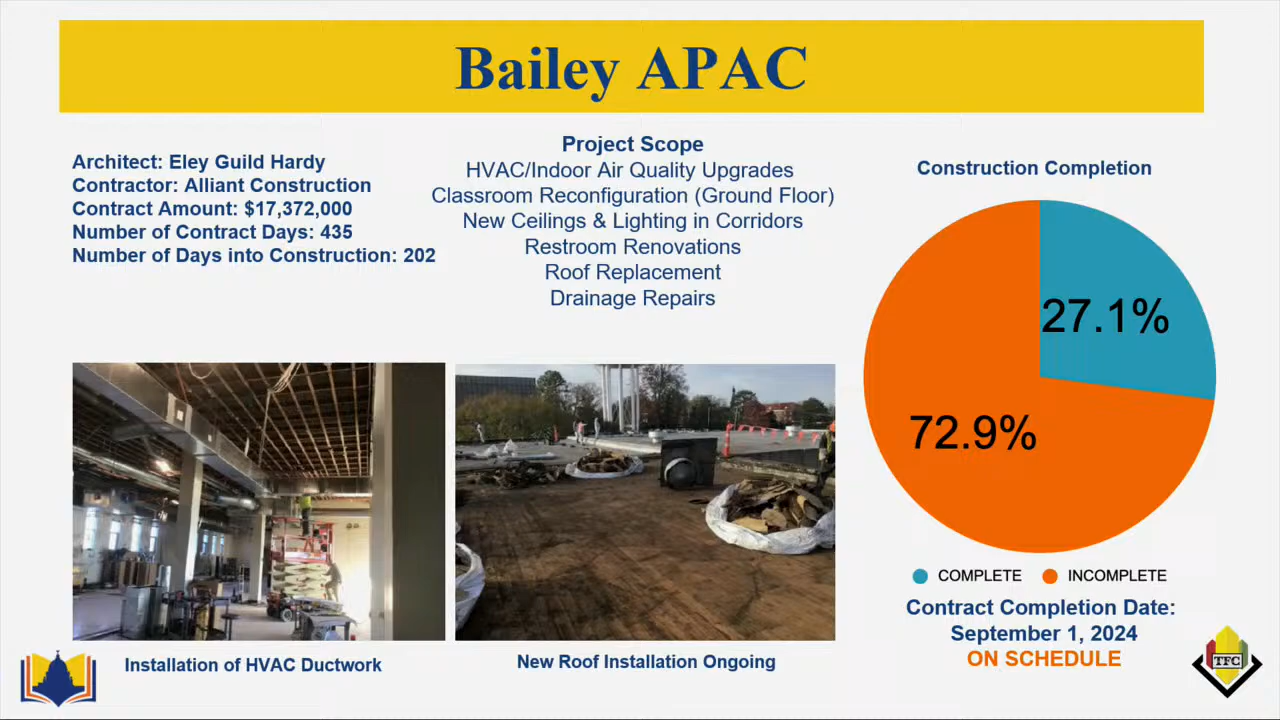 Bailey APAC
Architect: Eley Guild Hardy
Contractor: Alliant Construction
Contract Amount: $17,372,000
Number of Contract Days: 435
Number of Days into Construction: 202
Project Scope
HVAC/Indoor Air Quality Upgrades
Classroom Reconfiguration (Ground Floor)
New Ceilings & Lighting in Corridors
Restroom Renovations
Roof Replacement
Drainage Repairs
Construction Completion
27.1%
72.9%
COMPLETE
INCOMPLETE
Contract Completion Date:
September 1, 2024
ON SCHEDULE
Installation of HVAC Ductwork
New Roof Installation Ongoing
TFC